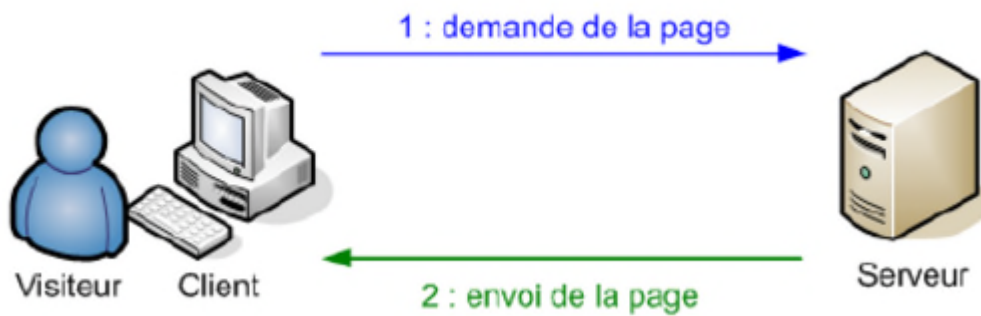 1 : demande de la page
Visiteur
Client
Serveur
2 : envoi de la page